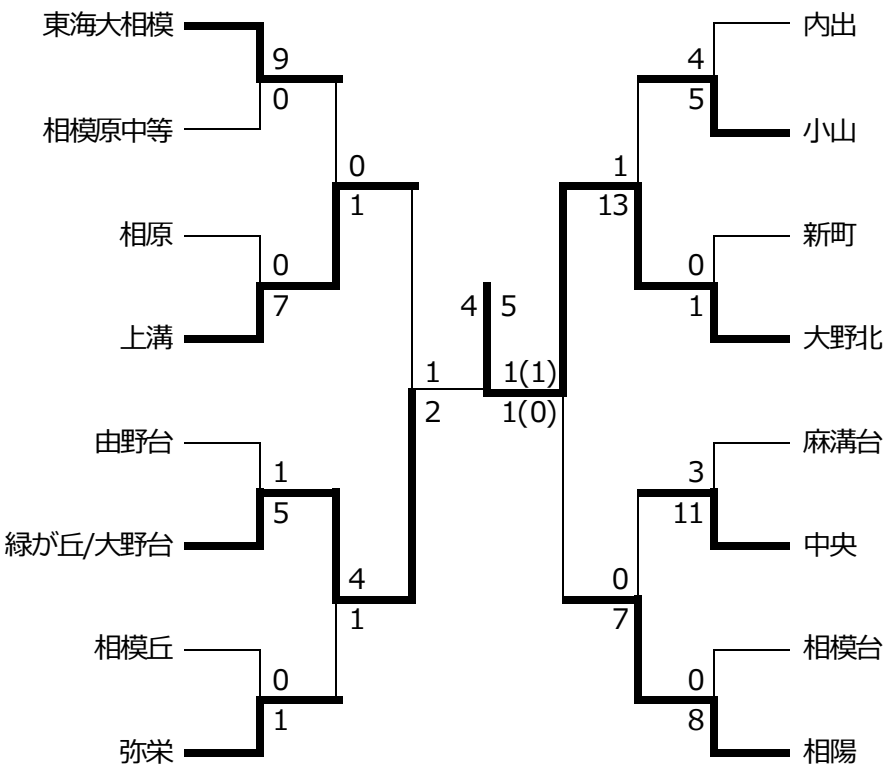 東海大相模
9
0
相模原中等
0
1
相原
0
7
上溝
1
2
由野台
1
5
緑が丘/大野台
4
1
相模丘
0
1
弥栄
4 5
内出
4
5
小山
1
13
新町
0
1
大野北
1(1)
1(0)
麻溝台
3
11
中央
0
7
相模台
0
8
相陽